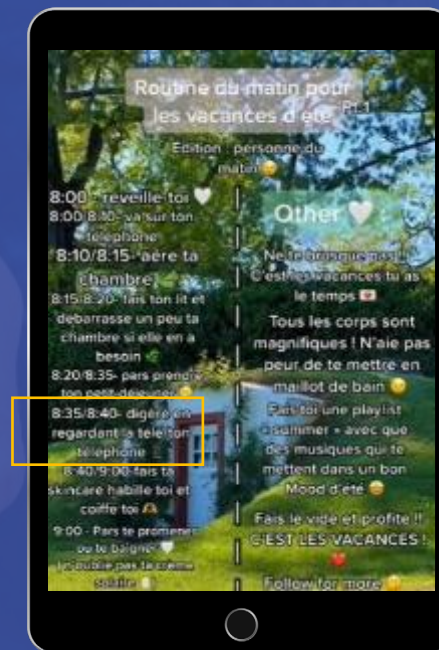 Routine du matin pour
les vacances d'été Pt.1
Édition : personne du
matin
8:00 - reveille toi
8:00/8:10- va sur ton
telephone
8:10/8:15- aère ta
chambre
8:15/8:20- fais ton lit et
debarrasse un peu ta
chambre si elle en a
besoin
8:20/8:35- pars prendre
ton petit-déjeuner
8:35/8:40- digère en
regardant la tele/ton
telephone
8:40/9:00-fais ta
skincare habille toi et
coiffe toi
9:00 - Pars te promener
ou te baigner
n'oublie pas ta crème
solaire
Other 🤍
Ne te brusque pas !!
C'est les vacances tu as
le temps 💌
Tous les corps sont
magnifiques ! N'aie pas
peur de te mettre en
maillot de bain
Fais toi une playlist
« summer » avec que
des musiques qui te
mettent dans un bon
Mood d'été
Fais le vide et profite !!
C'EST LES VACANCES !
❤️
Follow for more